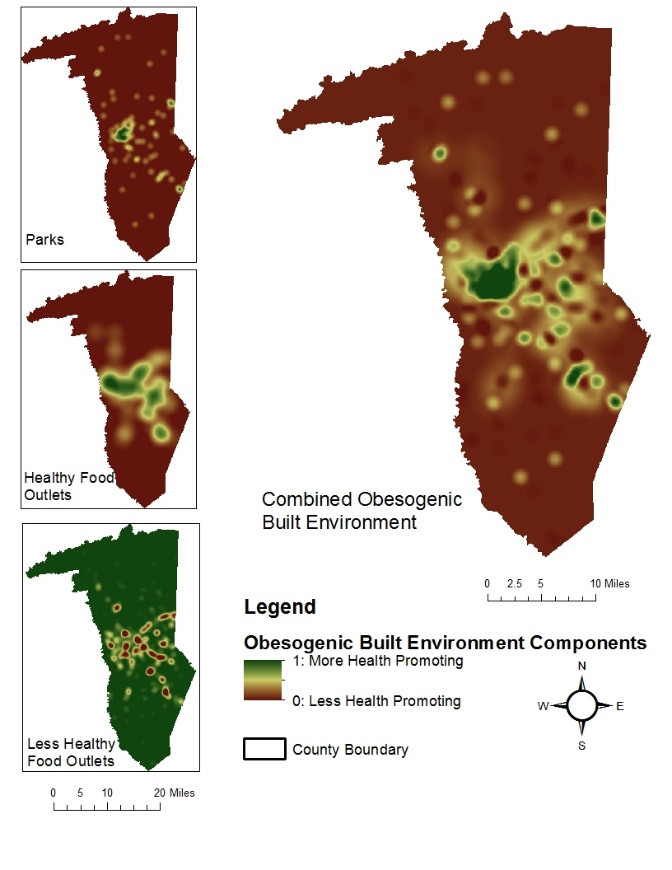 Parks
Healthy Food
Outlets
Less Healthy
Food Outlets
0 5 10 20 Miles
Combined Obesogenic
Built Environment
0 2.5 5 10 Miles
Legend
Obesogenic Built Environment Components
1: More Health Promoting
0: Less Health Promoting
County Boundary
N
W E
S